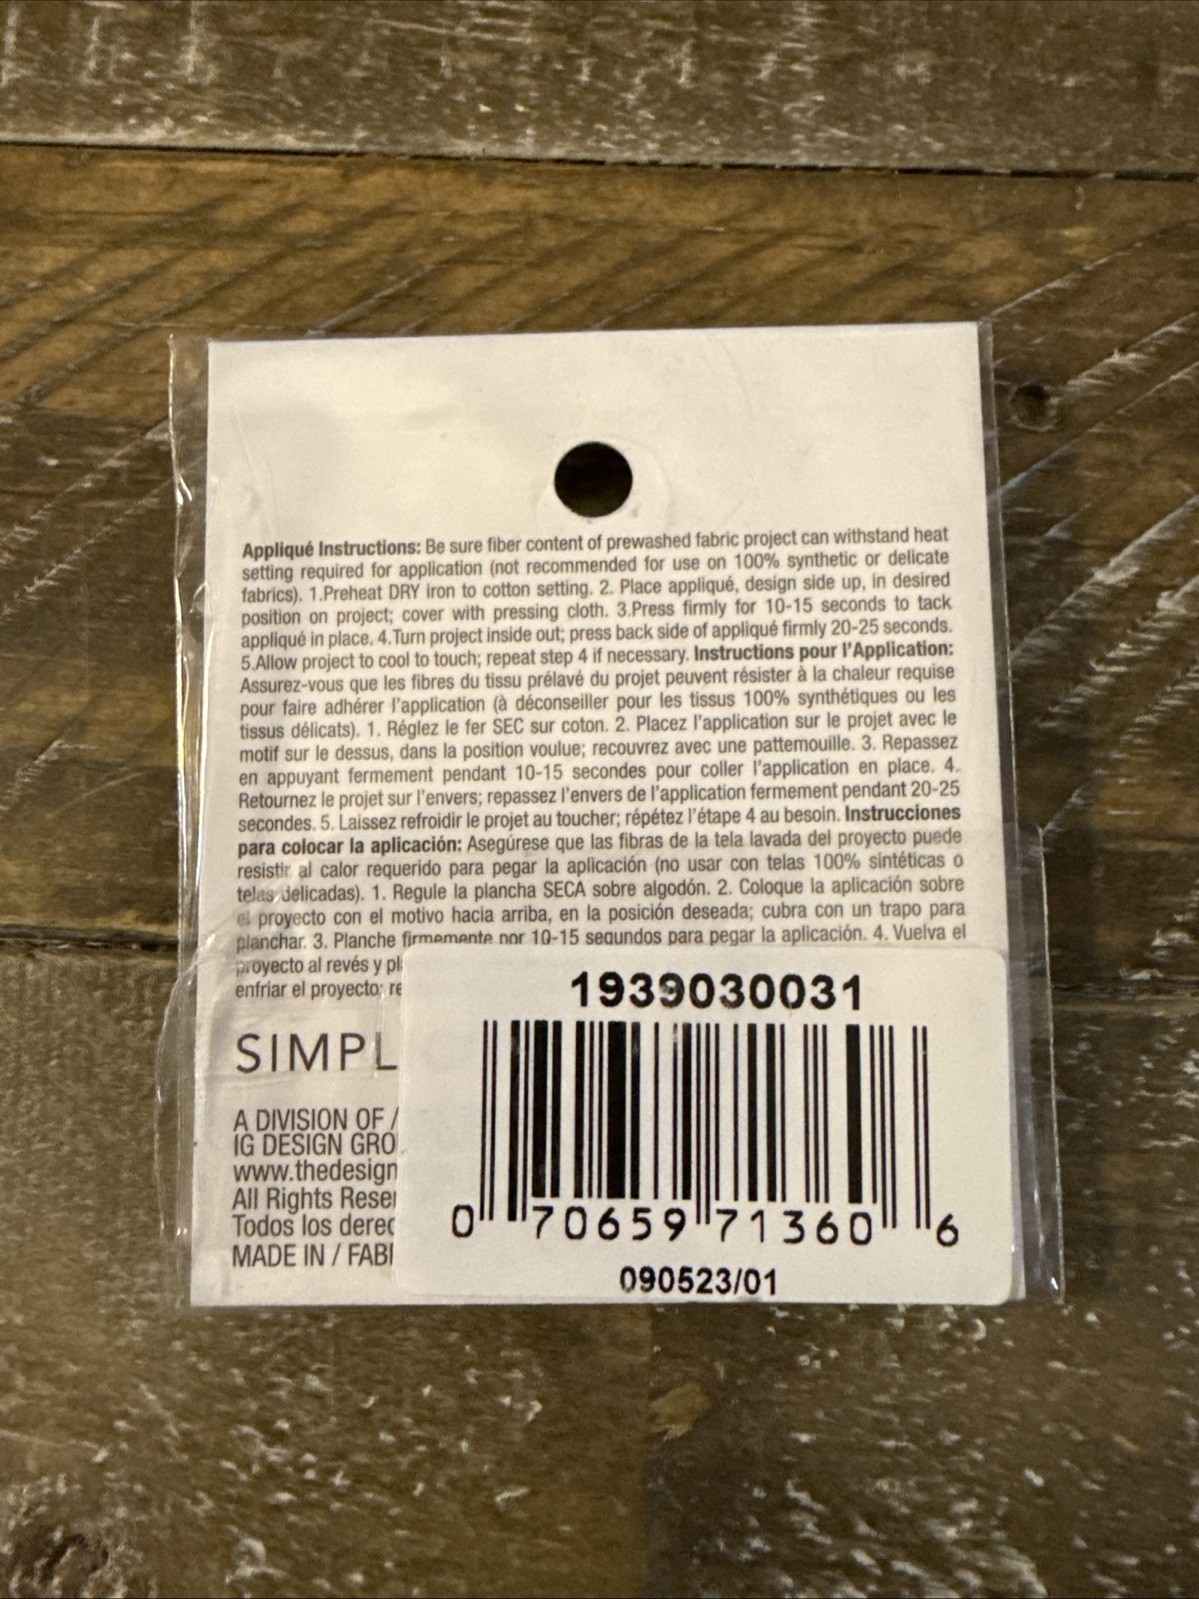 Appliqué Instructions: Be sure fiber content of prewashed fabric project can withstand heat
setting required for application (not recommended for use on 100% synthetic or delicate
fabrics). 1.Preheat DRY iron to cotton setting. 2. Place appliqué, design side up, in desired
position on project; cover with pressing cloth. 3.Press firmly for 10-15 seconds to tack
appliqué in place. 4.Turn project inside out; press back side of appliqué firmly 20-25 seconds.
5.Allow project to cool to touch; repeat step 4 if necessary. Instructions pour l'Application:
Assurez-vous que les fibres du tissu prélavé du projet peuvent résister à la chaleur requise
pour faire adhérer l'application (à déconseiller pour les tissus 100% synthétiques ou les
tissus délicats). 1. Réglez le fer SEC sur coton. 2. Placez l'application sur le projet avec le
motif sur le dessus, dans la position voulue; recouvrez avec une pattemouille. 3. Repassez
en appuyant fermement pendant 10-15 secondes pour coller l'application en place. 4.
Retournez le projet sur l'envers; repassez l'envers de l'application fermement pendant 20-25
secondes. 5. Laissez refroidir le projet au toucher; répétez l'étape 4 au besoin. Instrucciones
para colocar la aplicación: Asegúrese que las fibras de la tela lavada del proyecto puede
resistir al calor requerido para pegar la aplicación (no usar con telas 100% sintéticas o
telas delicadas). 1. Regule la plancha SECA sobre algodón. 2. Coloque la aplicación sobre
el proyecto con el motivo hacia arriba, en la posición deseada; cubra con un trapo para
planchar. 3. Planche firmemente por 10-15 segundos para pegar la aplicación. 4. Vuelva el
proyecto al revés y pl
enfriar el proyecto; re
SIMPL
A DIVISION OF /
IG DESIGN GRO
www.thedesign
All Rights Reser
Todos los derec
MADE IN / FABI
1939030031
0 70659 71360 6
090523/01